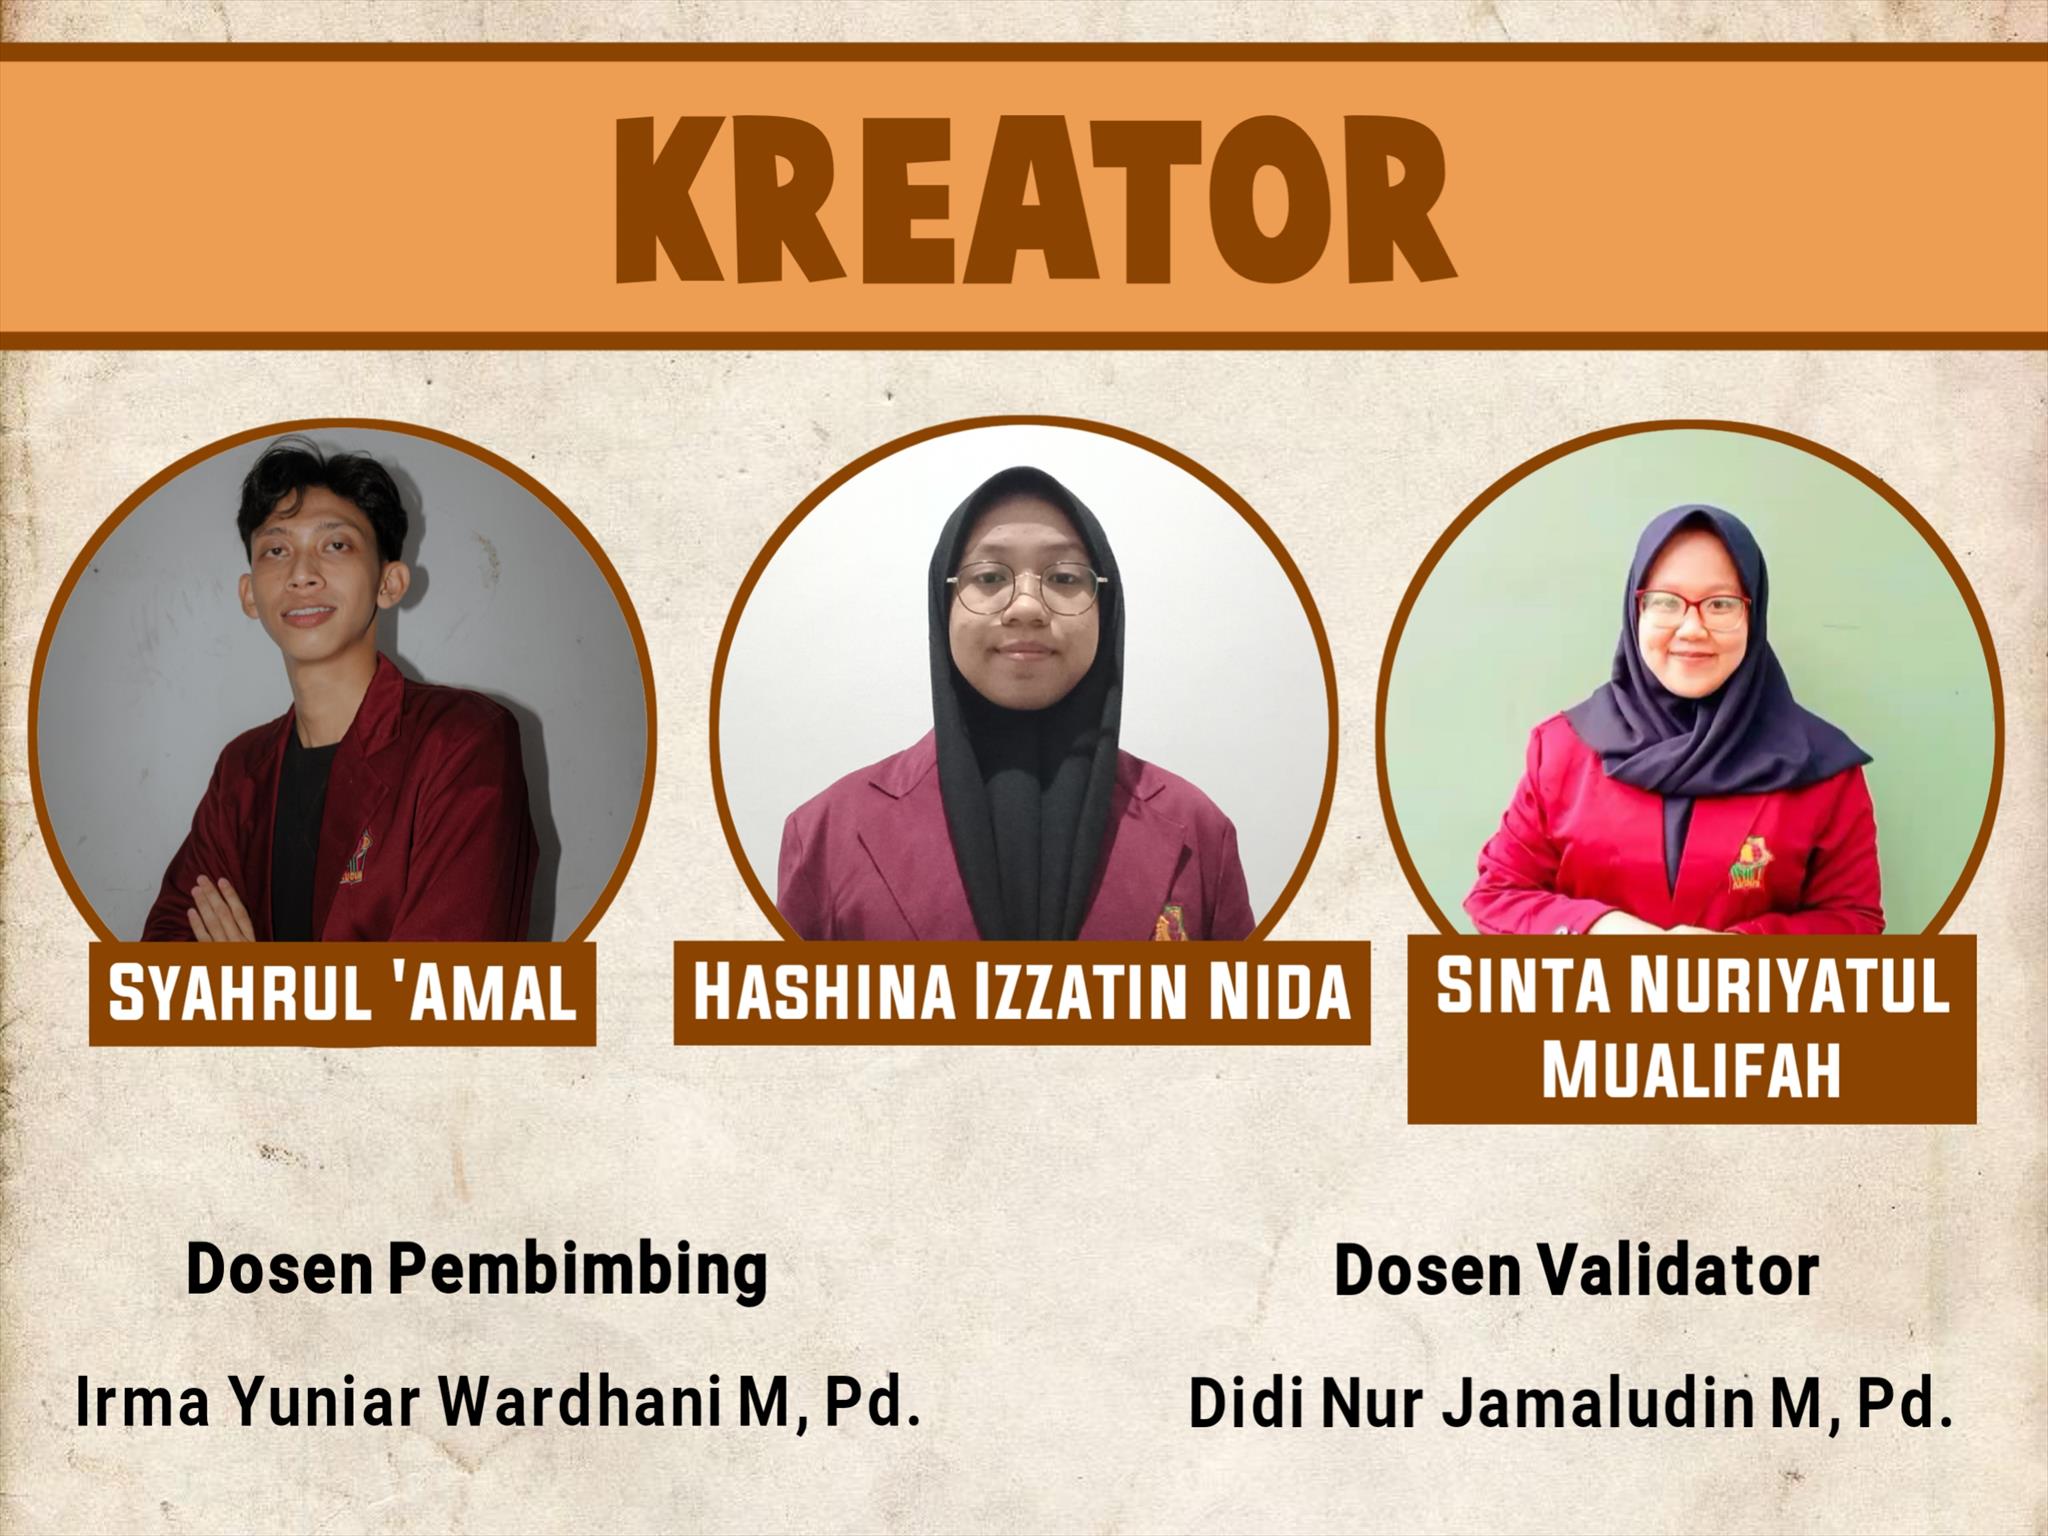 KREATOR
SYAHRUL 'AMAL
HASHINA IZZATIN NIDA
SINTA NURIYATUL
MUALIFAH
Dosen Pembimbing
Dosen Validator
Irma Yuniar Wardhani M, Pd.
Didi Nur Jamaludin M, Pd.